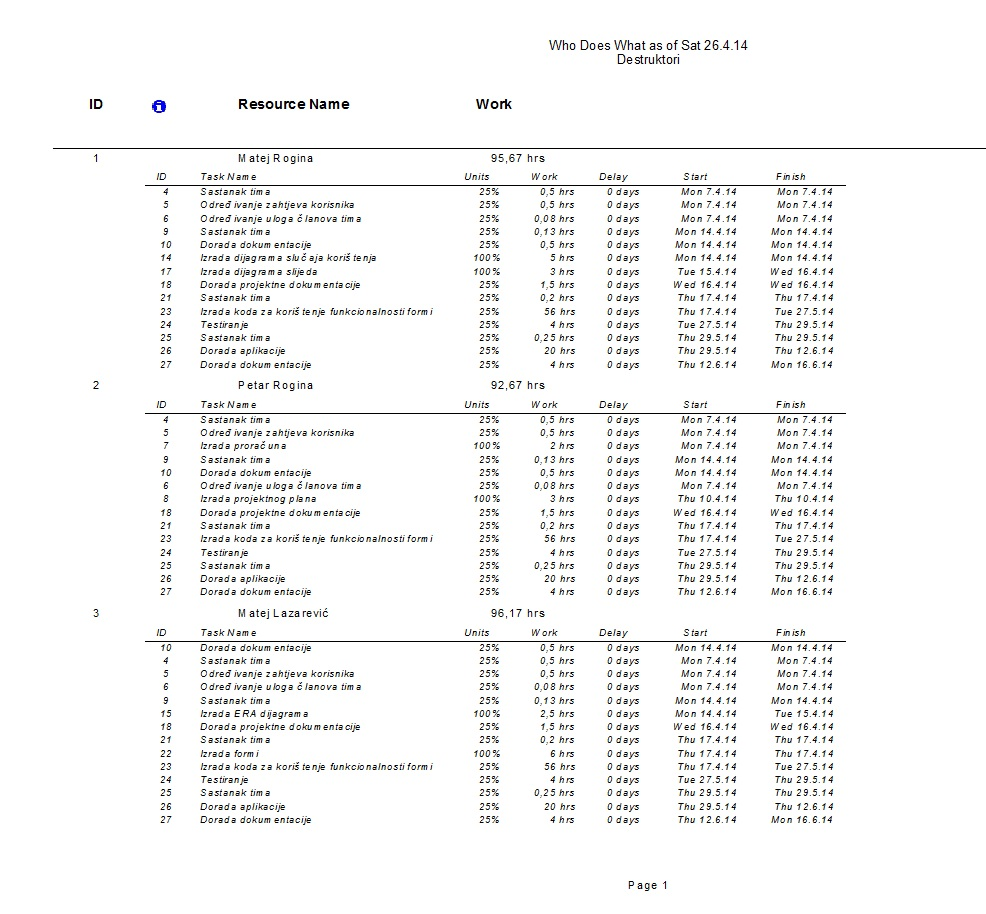 Who Does What as of Sat 26.4.14
Destruktori
ID Resource Name Work
1 Matej Rogina 95,67 hrs
ID Task Name Units Work Delay Start Finish
4 Sastanak tima 25% 0,5 hrs 0 days Mon 7.4.14 Mon 7.4.14
5 Određivanje zahtjeva korisnika 25% 0,5 hrs 0 days Mon 7.4.14 Mon 7.4.14
6 Određivanje uloga članova tima 25% 0,08 hrs 0 days Mon 7.4.14 Mon 7.4.14
9 Sastanak tima 25% 0,13 hrs 0 days Mon 14.4.14 Mon 14.4.14
10 Dorada dokumentacije 25% 0,5 hrs 0 days Mon 14.4.14 Mon 14.4.14
14 Izrada dijagrama slučaja korištenja 100% 5 hrs 0 days Mon 14.4.14 Mon 14.4.14
17 Izrada dijagrama slijeda 100% 3 hrs 0 days Tue 15.4.14 Wed 16.4.14
18 Dorada projektne dokumentacije 25% 1,5 hrs 0 days Wed 16.4.14 Wed 16.4.14
21 Sastanak tima 25% 0,2 hrs 0 days Thu 17.4.14 Thu 17.4.14
23 Izrada koda za korištenje funkcionalnosti formi 25% 56 hrs 0 days Thu 17.4.14 Tue 27.5.14
24 Testiranje 25% 4 hrs 0 days Tue 27.5.14 Thu 29.5.14
25 Sastanak tima 25% 0,25 hrs 0 days Thu 29.5.14 Thu 29.5.14
26 Dorada aplikacije 25% 20 hrs 0 days Thu 29.5.14 Thu 12.6.14
27 Dorada dokumentacije 25% 4 hrs 0 days Thu 12.6.14 Mon 16.6.14
2 Petar Rogina 92,67 hrs
ID Task Name Units Work Delay Start Finish
4 Sastanak tima 25% 0,5 hrs 0 days Mon 7.4.14 Mon 7.4.14
5 Određivanje zahtjeva korisnika 25% 0,5 hrs 0 days Mon 7.4.14 Mon 7.4.14
7 Izrada proračuna 100% 2 hrs 0 days Mon 7.4.14 Mon 7.4.14
9 Sastanak tima 25% 0,13 hrs 0 days Mon 14.4.14 Mon 14.4.14
10 Dorada dokumentacije 25% 0,5 hrs 0 days Mon 14.4.14 Mon 14.4.14
6 Određivanje uloga članova tima 25% 0,08 hrs 0 days Mon 7.4.14 Mon 7.4.14
8 Izrada projektnog plana 100% 3 hrs 0 days Thu 10.4.14 Thu 10.4.14
18 Dorada projektne dokumentacije 25% 1,5 hrs 0 days Wed 16.4.14 Wed 16.4.14
21 Sastanak tima 25% 0,2 hrs 0 days Thu 17.4.14 Thu 17.4.14
23 Izrada koda za korištenje funkcionalnosti formi 25% 56 hrs 0 days Thu 17.4.14 Tue 27.5.14
24 Testiranje 25% 4 hrs 0 days Tue 27.5.14 Thu 29.5.14
25 Sastanak tima 25% 0,25 hrs 0 days Thu 29.5.14 Thu 29.5.14
26 Dorada aplikacije 25% 20 hrs 0 days Thu 29.5.14 Thu 12.6.14
27 Dorada dokumentacije 25% 4 hrs 0 days Thu 12.6.14 Mon 16.6.14
3 Matej Lazarević 96,17 hrs
ID Task Name Units Work Delay Start Finish
10 Dorada dokumentacije 25% 0,5 hrs 0 days Mon 14.4.14 Mon 14.4.14
4 Sastanak tima 25% 0,5 hrs 0 days Mon 7.4.14 Mon 7.4.14
5 Određivanje zahtjeva korisnika 25% 0,5 hrs 0 days Mon 7.4.14 Mon 7.4.14
6 Određivanje uloga članova tima 25% 0,08 hrs 0 days Mon 7.4.14 Mon 7.4.14
9 Sastanak tima 25% 0,13 hrs 0 days Mon 14.4.14 Mon 14.4.14
15 Izrada ERA dijagrama 100% 2,5 hrs 0 days Mon 14.4.14 Tue 15.4.14
18 Dorada projektne dokumentacije 25% 1,5 hrs 0 days Wed 16.4.14 Wed 16.4.14
21 Sastanak tima 25% 0,2 hrs 0 days Thu 17.4.14 Thu 17.4.14
22 Izrada formi 100% 6 hrs 0 days Thu 17.4.14 Thu 17.4.14
23 Izrada koda za korištenje funkcionalnosti formi 25% 56 hrs 0 days Thu 17.4.14 Tue 27.5.14
24 Testiranje 25% 4 hrs 0 days Tue 27.5.14 Thu 29.5.14
25 Sastanak tima 25% 0,25 hrs 0 days Thu 29.5.14 Thu 29.5.14
26 Dorada aplikacije 25% 20 hrs 0 days Thu 29.5.14 Thu 12.6.14
27 Dorada dokumentacije 25% 4 hrs 0 days Thu 12.6.14 Mon 16.6.14
Page 1